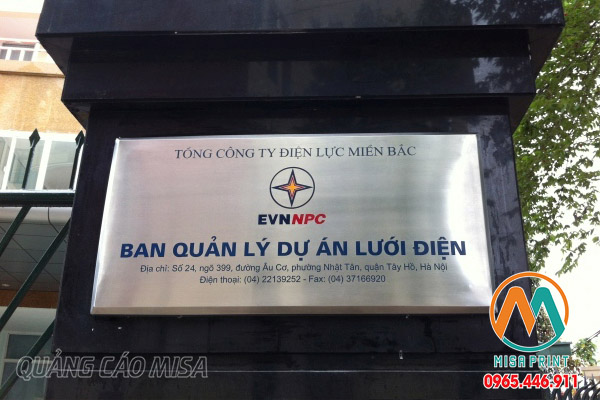 TỔNG CÔNG TY ĐIỆN LỰC MIỀN BẮC
EVNNPC
BAN QUẢN LÝ DỰ ÁN LƯỚI ĐIỆN
Địa chỉ: Số 24, ngõ 399, đường Âu Cơ, phường Nhật Tân, quận Tây Hồ, Hà Nội
Điện thoại: (04) 22139252 - Fax: (04) 37166920
QUẢNG CÁO MISA
MISA PRINT
0965.446.911